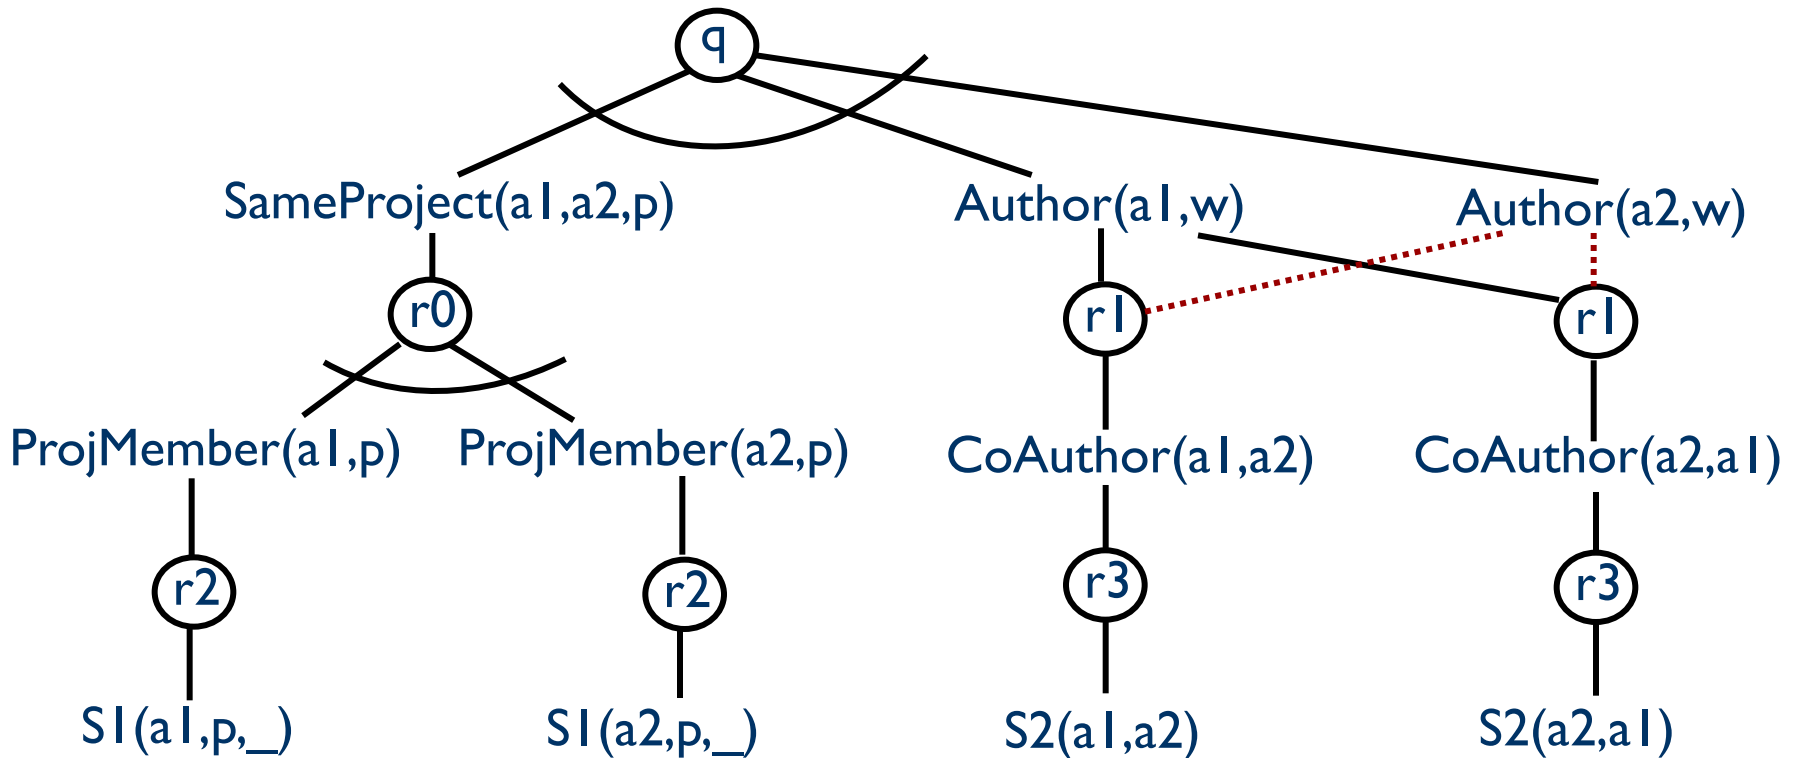 q
SameProject(a1,a2,p) Author(a1,w) Author(a2,w)
r0 r1 r1
ProjMember(a1,p) ProjMember(a2,p) CoAuthor(a1,a2) CoAuthor(a2,a1)
r2 r2 r3 r3
S1(a1,p,_) S1(a2,p,_) S2(a1,a2) S2(a2,a1)